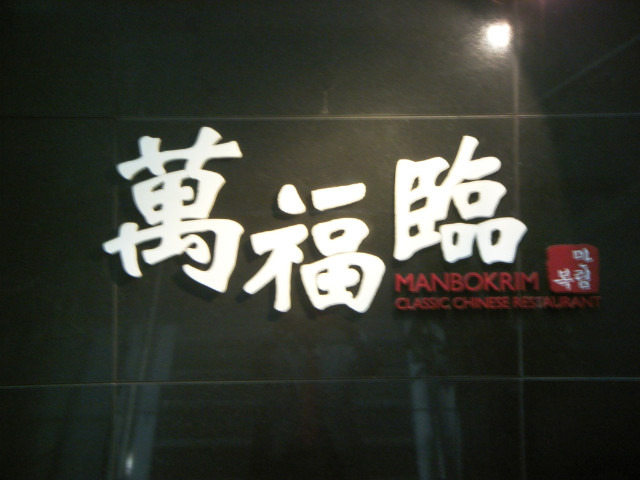 萬福臨
MANBOKRIM
CLASSIC CHINESE RESTAURANT
만복림